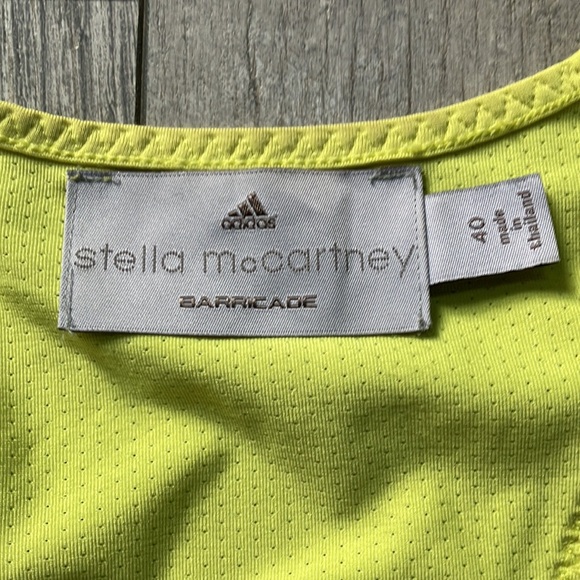 adidas
stella mccartney
BARRICADE
40
made
in
thailand